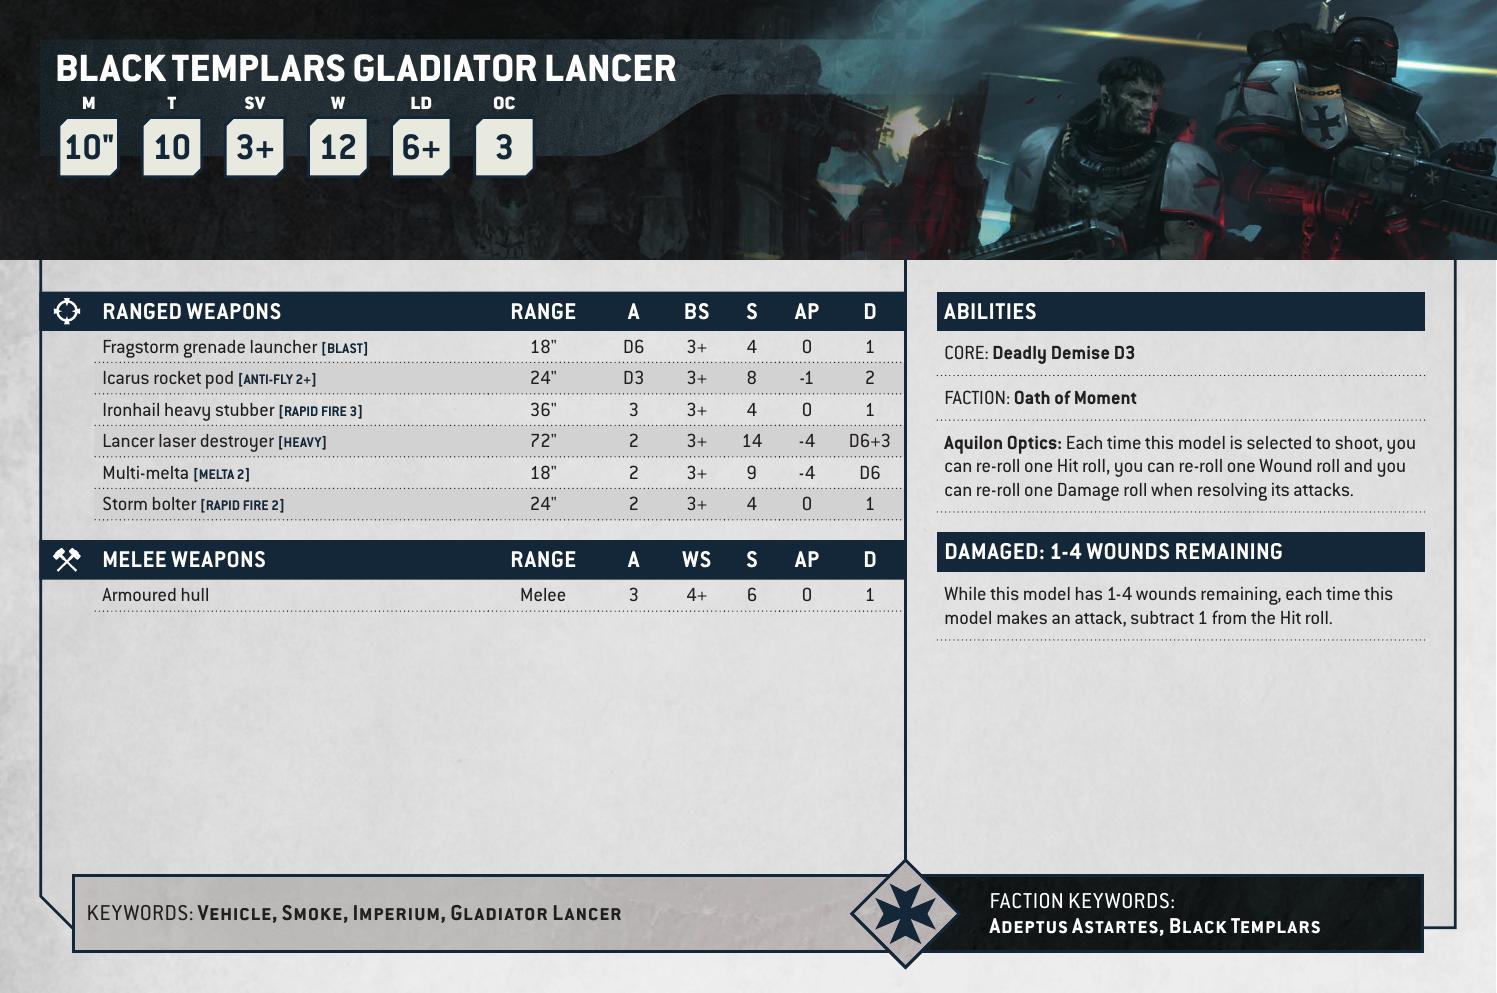 BLACK TEMPLARS GLADIATOR LANCER
M T SV W LD OC
10" 10 3+ 12 6+ 3
RANGED WEAPONS RANGE A BS S AP D
Fragstorm grenade launcher [BLAST] 18" D6 3+ 4 0 1
Icarus rocket pod [ANTI-FLY 2+] 24" D3 3+ 8 -1 2
Ironhail heavy stubber [RAPID FIRE 3] 36" 3 3+ 4 0 1
Lancer laser destroyer [HEAVY] 72" 2 3+ 14 -4 D6+3
Multi-melta [MELTA 2] 18" 2 3+ 9 -4 D6
Storm bolter [RAPID FIRE 2] 24" 2 3+ 4 0 1
MELEE WEAPONS RANGE A WS S AP D
Armoured hull Melee 3 4+ 6 0 1
ABILITIES
CORE: Deadly Demise D3
FACTION: Oath of Moment
Aquilon Optics: Each time this model is selected to shoot, you
can re-roll one Hit roll, you can re-roll one Wound roll and you
can re-roll one Damage roll when resolving its attacks.
DAMAGED: 1-4 WOUNDS REMAINING
While this model has 1-4 wounds remaining, each time this
model makes an attack, subtract 1 from the Hit roll.
KEYWORDS: VEHICLE, SMOKE, IMPERIUM, GLADIATOR LANCER
FACTION KEYWORDS:
ADEPTUS ASTARTES, BLACK TEMPLARS